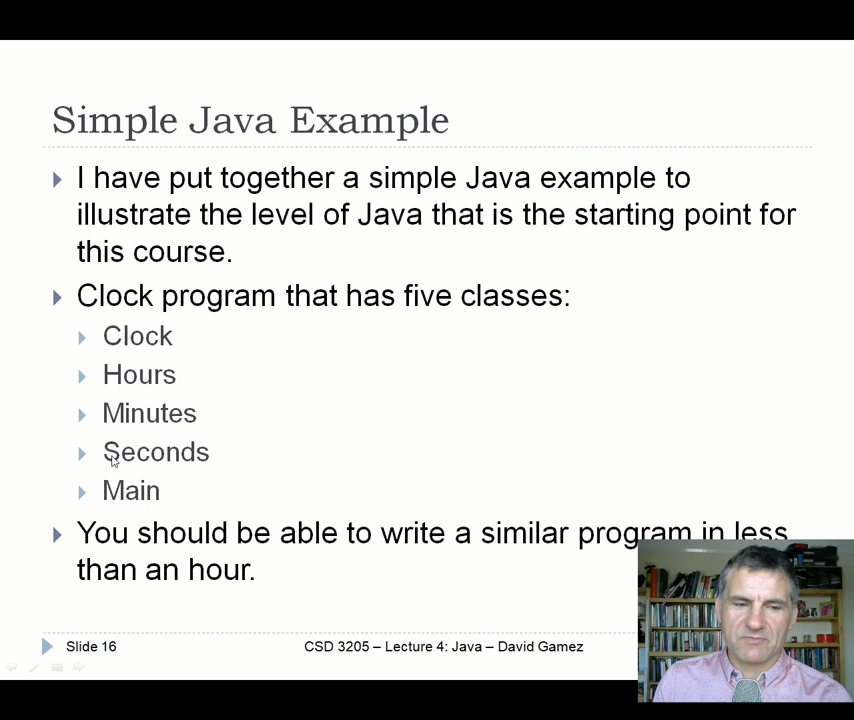 Simple Java Example
I have put together a simple Java example to
illustrate the level of Java that is the starting point for
this course.
Clock program that has five classes:
Clock
Hours
Minutes
Seconds
Main
You should be able to write a similar program in less
than an hour.
Slide 16
CSD 3205 – Lecture 4: Java – David Gamez